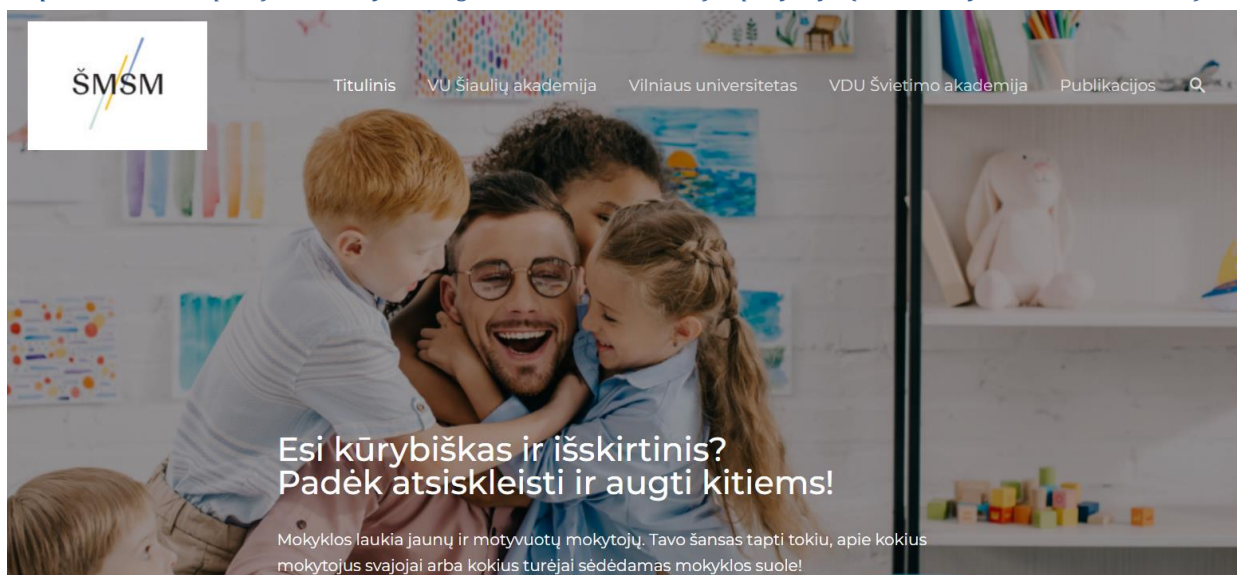 ŠMSM
Titulinis VU Šiaulių akademija Vilniaus universitetas VDU Švietimo akademija Publikacijos
Esi kūrybiškas ir išskirtinis?
Padėk atsiskleisti ir augti kitiems!
Mokyklos laukia jaunų ir motyvuotų mokytojų. Tavo šansas tapti tokiu, apie kokius
mokytojus svajojai arba kokius turėjai sėdėdamas mokyklos suole!